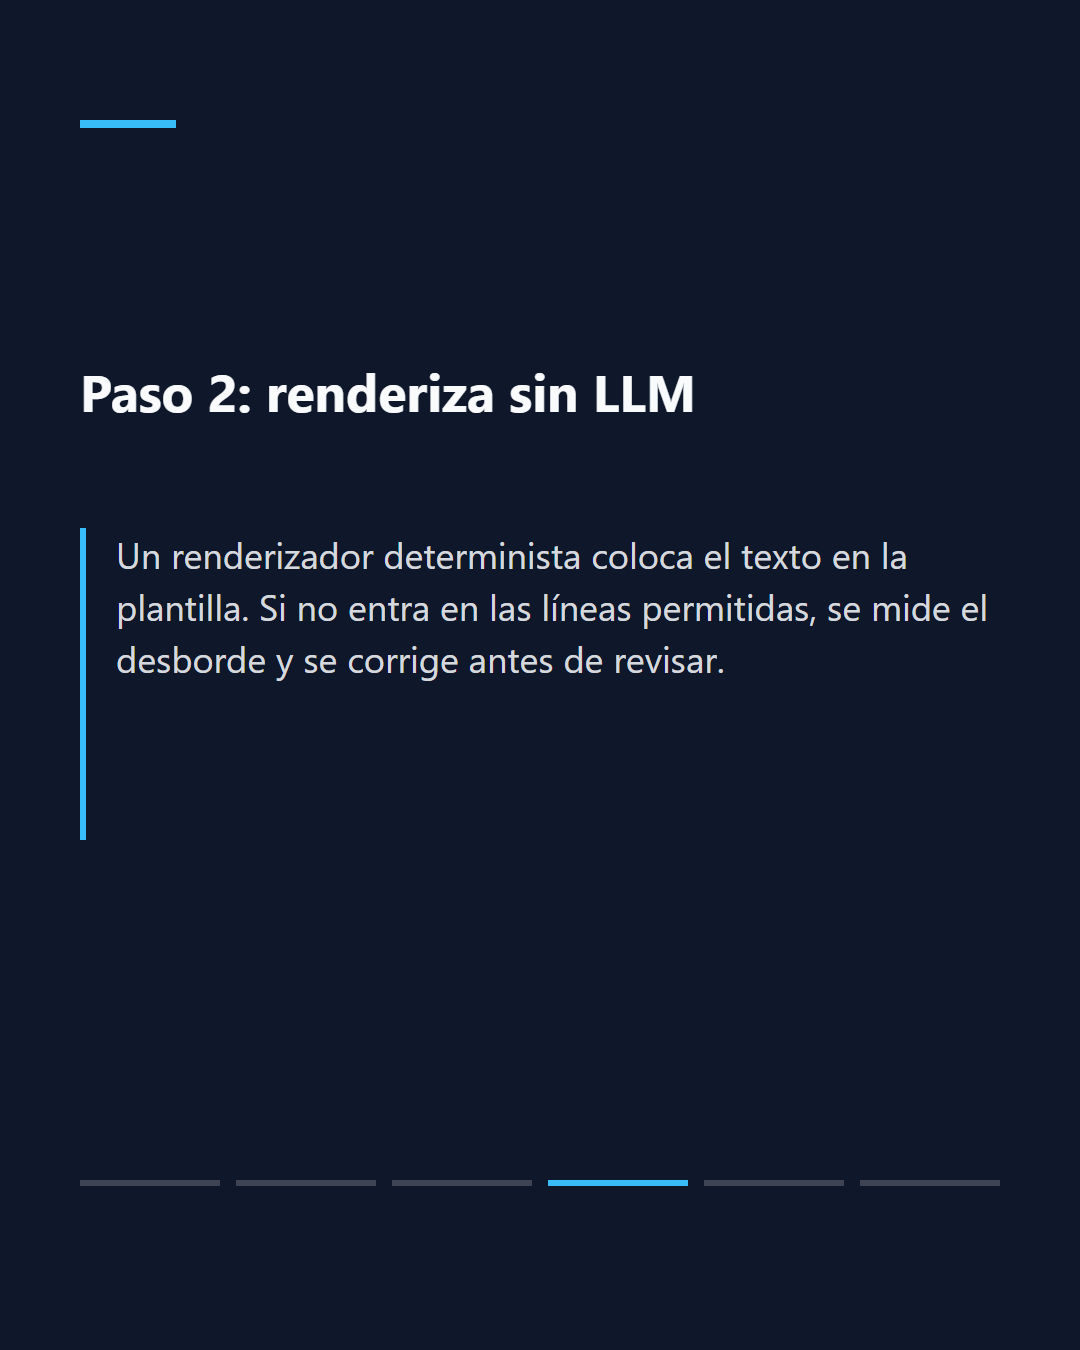 Paso 2: renderiza sin LLM
Un renderizador determinista coloca el texto en la
plantilla. Si no entra en las líneas permitidas, se mide el
desborde y se corrige antes de revisar.